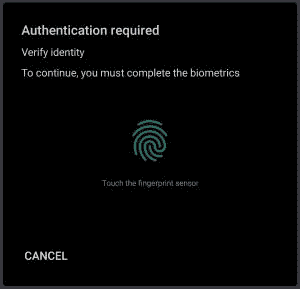 Authentication required
Verify identity
To continue, you must complete the biometrics
Touch the fingerprint sensor
CANCEL